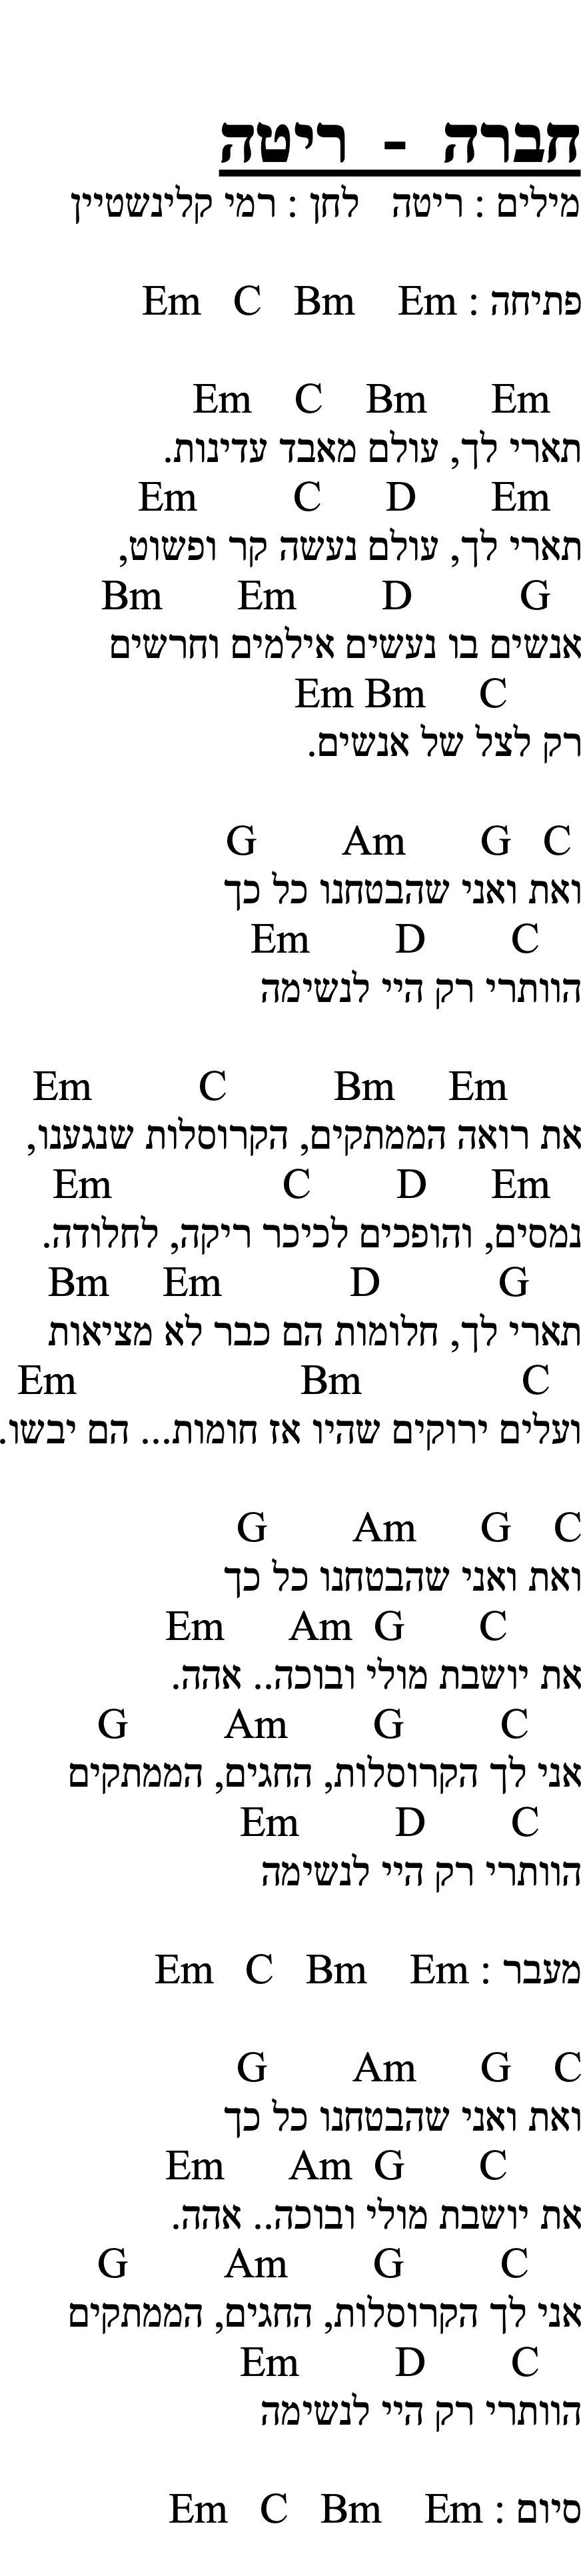 חברה - ריטה
מילים : ריטה לחן : רמי קלינשטיין
פתיחה : Em C Bm Em
Em C Bm Em
תארי לך, עולם מאבד עדינות.
Em C D Em
תארי לך, עולם נעשה קר ופשוט,
Bm Em D G
אנשים בו נעשים אילמים וחרשים
Em Bm C
רק לצל של אנשים.
G Am G C
ואת ואני שהבטחנו כל כך
Em D C
הוותרי רק היי לנשימה
Em C Bm Em
את רואה הממתקים, הקרוסלות שנגענו,
Em C D Em
נמסים, והופכים לכיכר ריקה, לחלודה.
Bm Em D G
תארי לך, חלומות הם כבר לא מציאות
Em Bm C
ועלים ירוקים שהיו אז חומות... הם יבשו.
G Am G C
ואת ואני שהבטחנו כל כך
Em Am G C
את יושבת מולי ובוכה.. אהה.
G Am G C
אני לך הקרוסלות, החגים, הממתקים
Em D C
הוותרי רק היי לנשימה
מעבר : Em C Bm Em
G Am G C
ואת ואני שהבטחנו כל כך
Em Am G C
את יושבת מולי ובוכה.. אהה.
G Am G C
אני לך הקרוסלות, החגים, הממתקים
Em D C
הוותרי רק היי לנשימה
סיום : Em C Bm Em